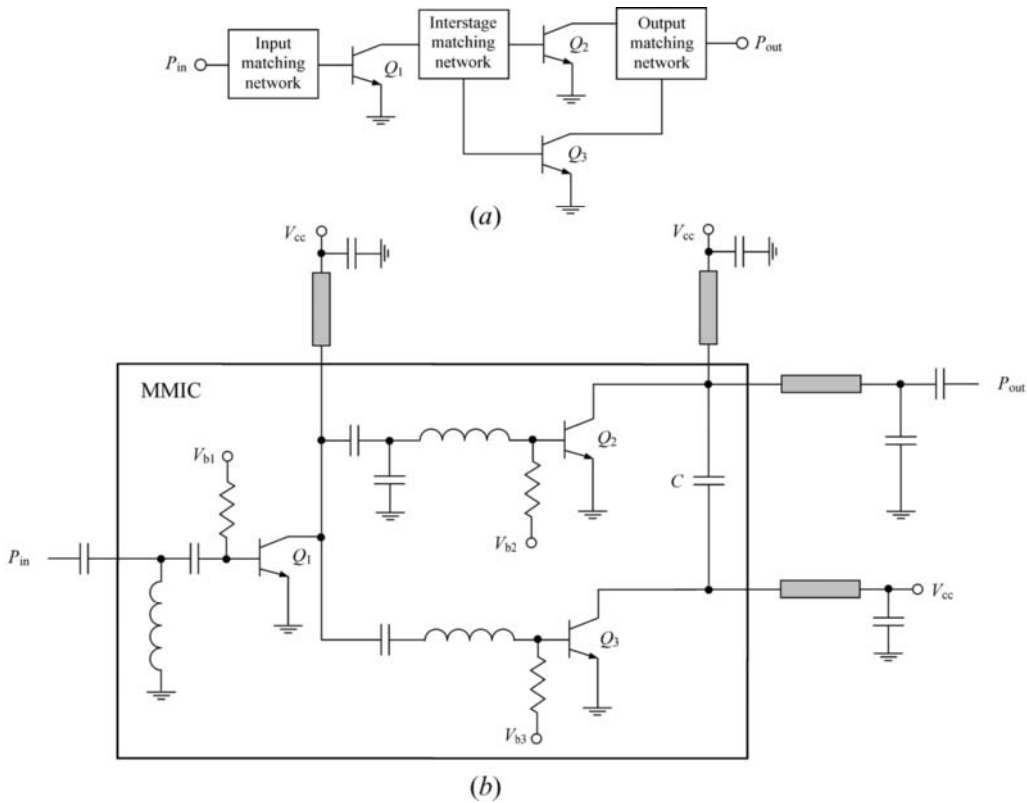 Input
matching
network
Interstage
matching
network
Output
matching
network
P_in
Q_1
Q_2
P_out
Q_3
(a)
V_cc
V_cc
MMIC
P_out
V_b1
Q_2
C
P_in
Q_1
V_b2
V_cc
Q_3
V_b3
(b)